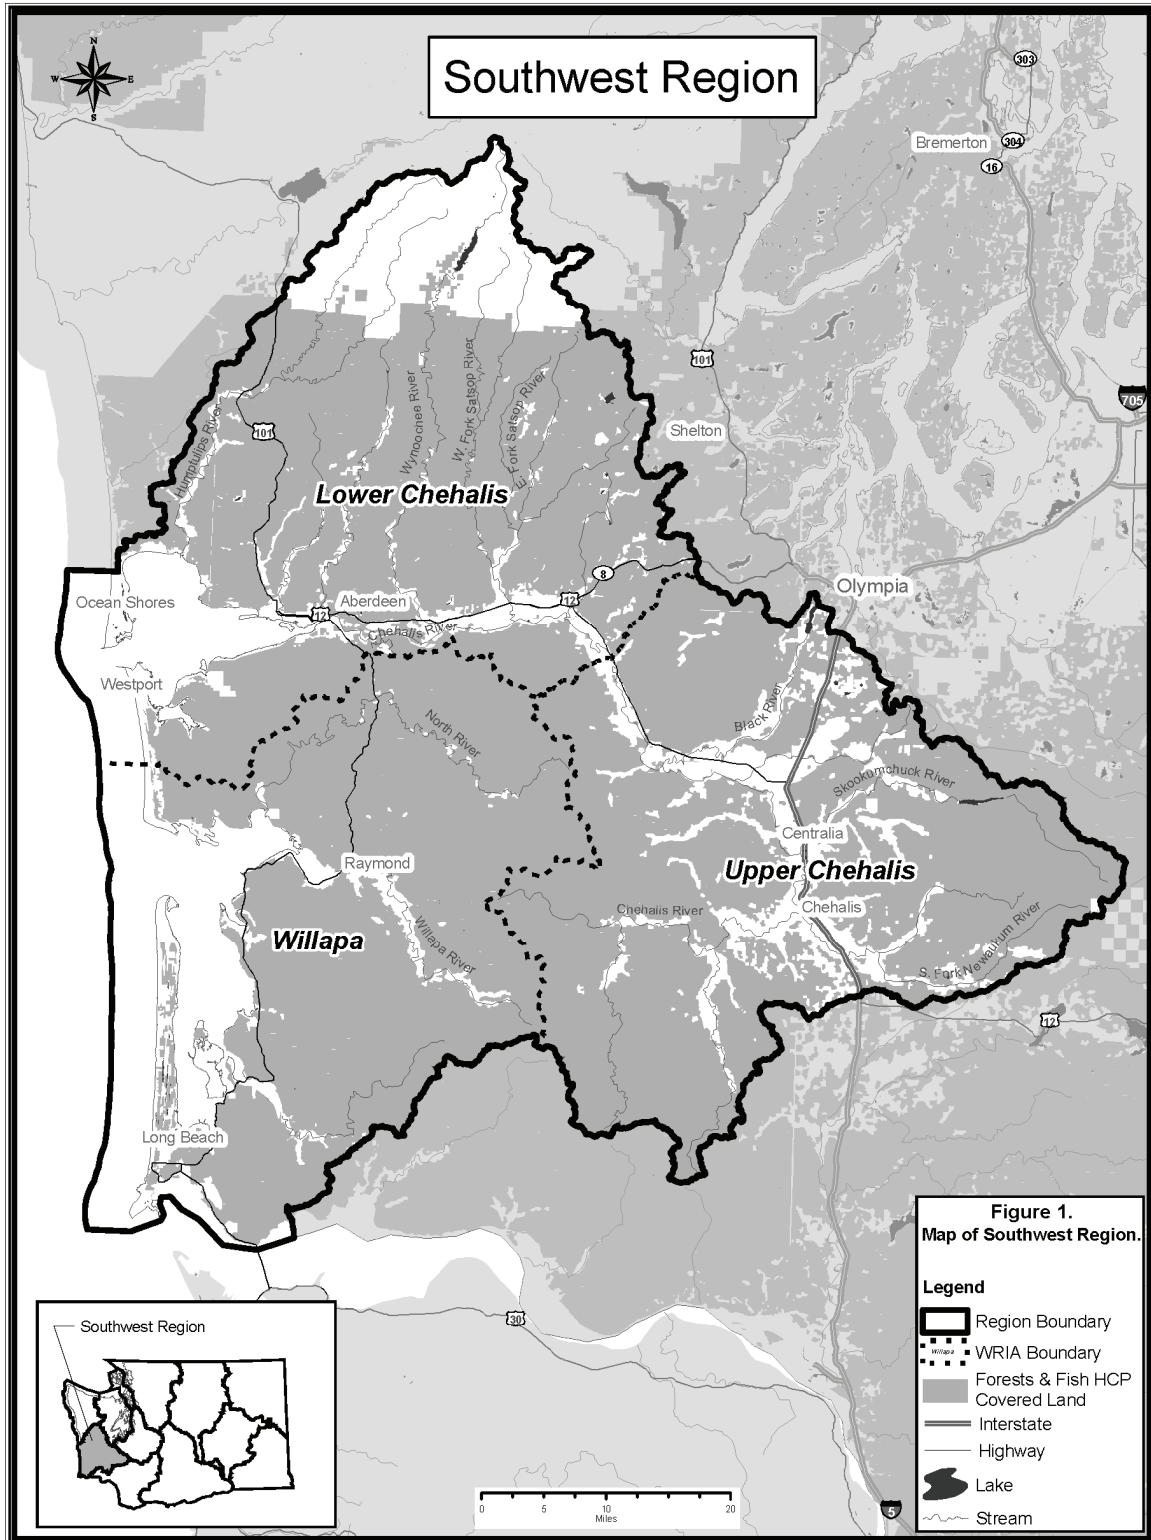 Southwest Region
N
W E
S
303
Bremerton
304
16
101
705
Shelton
Humptulips River
101
Wynoochee River
W. Fork Satsop River
E. Fork Satsop River
Lower Chehalis
8
Olympia
Ocean Shores
Aberdeen
12
12
Chehalis River
Westport
Black River
North River
Skookumchuck River
Centralia
Raymond
Upper Chehalis
Chehalis River
Chehalis
Willapa
Willapa River
S. Fork Newaukum River
12
Long Beach
30
5
Southwest Region
0 5 10 20
Miles
Figure 1.
Map of Southwest Region.
Legend
Region Boundary
Willapa
WRIA Boundary
Forests & Fish HCP
Covered Land
Interstate
Highway
Lake
Stream